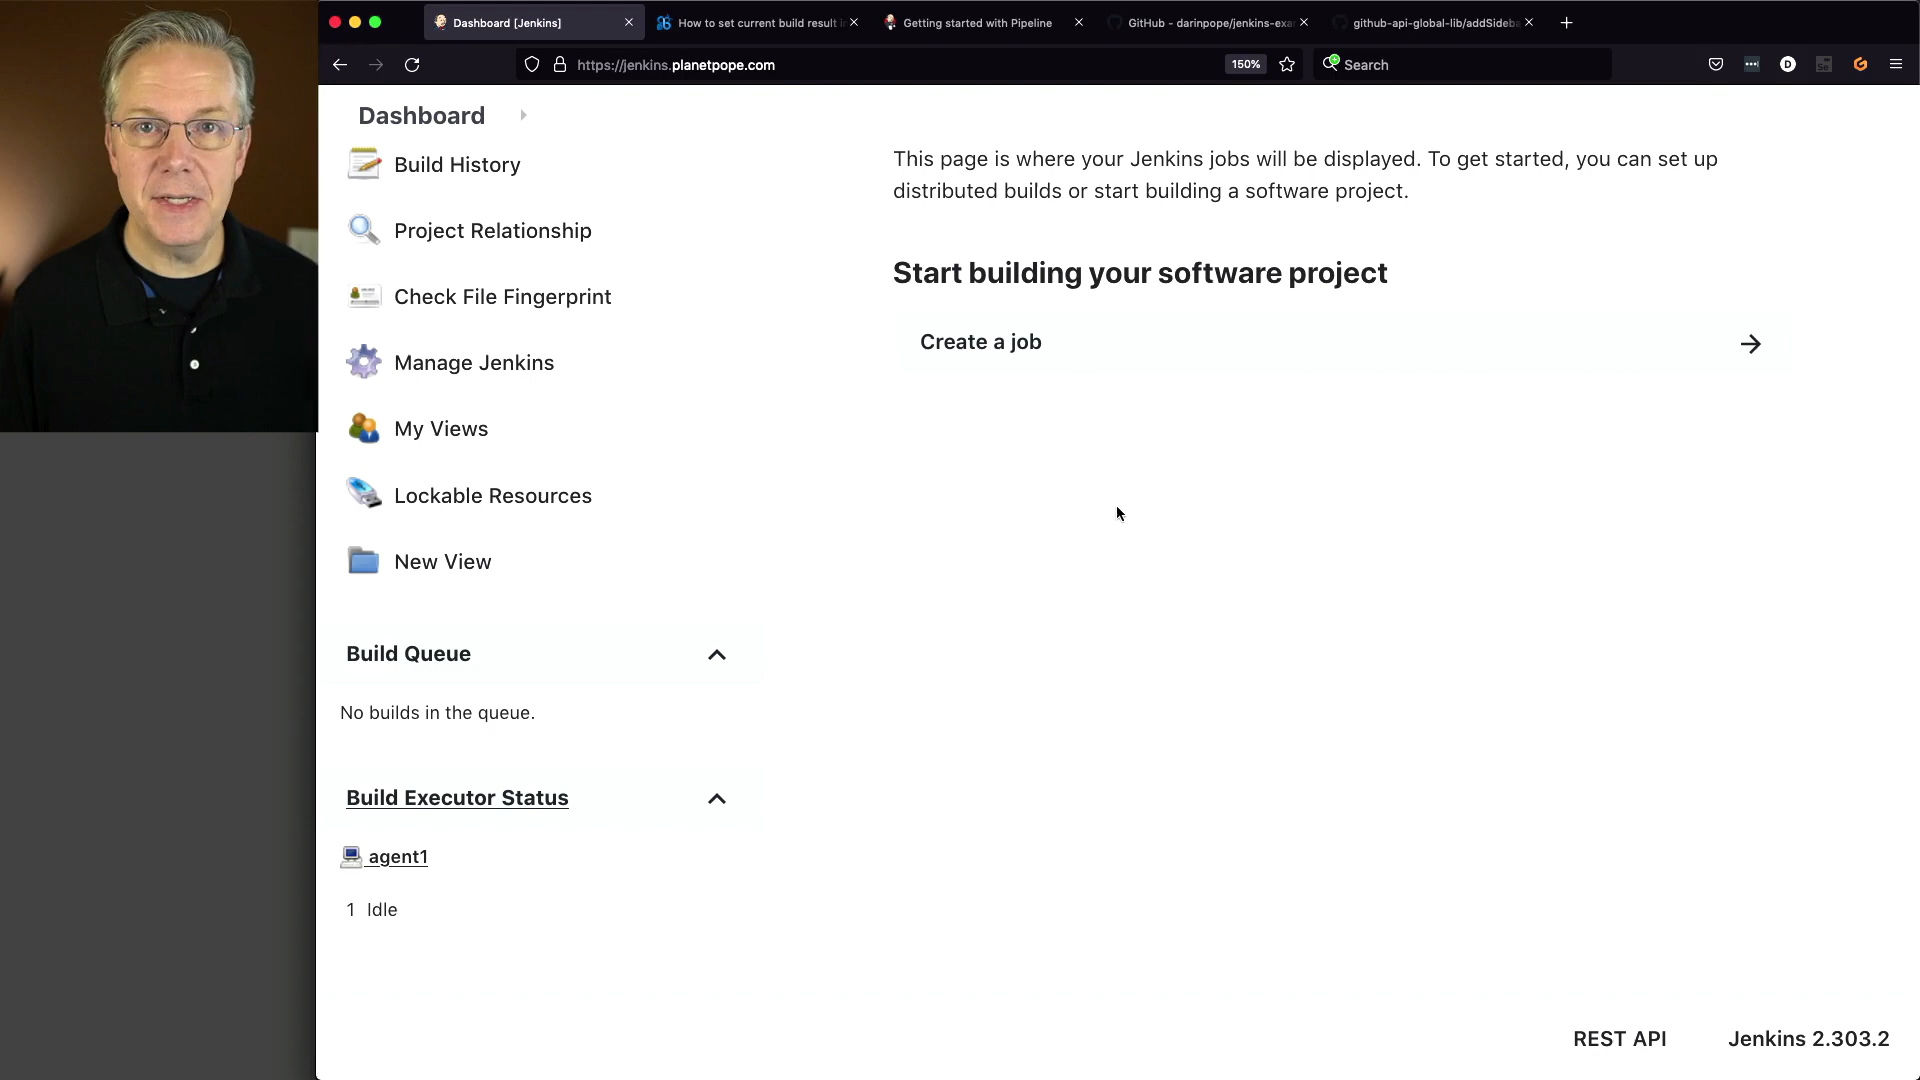 Dashboard [Jenkins]
How to set current build result i
Getting started with Pipeline
GitHub - darinpope/jenkins-exa
github-api-global-lib/addSideba
https://jenkins.planetpope.com
150%
Search
Dashboard
Build History
Project Relationship
Check File Fingerprint
Manage Jenkins
My Views
Lockable Resources
New View
Build Queue
No builds in the queue.
Build Executor Status
agent1
1 Idle
This page is where your Jenkins jobs will be displayed. To get started, you can set up
distributed builds or start building a software project.
Start building your software project
Create a job
REST API
Jenkins 2.303.2